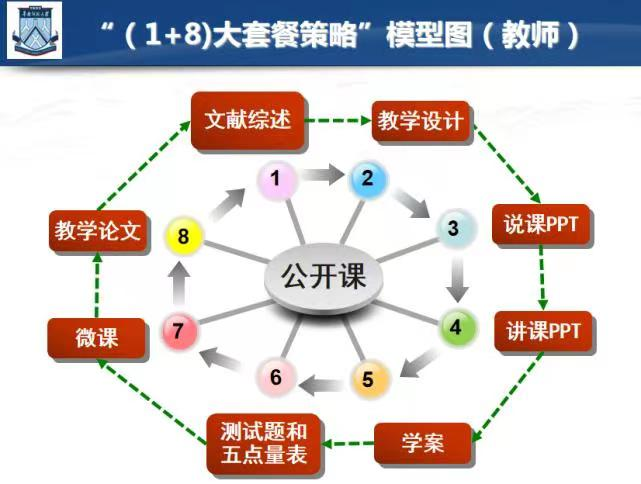 “（1+8)大套餐策略”模型图（教师）
文献综述
教学设计
说课PPT
讲课PPT
学案
测试题和
五点量表
微课
教学论文
1
2
3
4
5
6
7
8
公开课